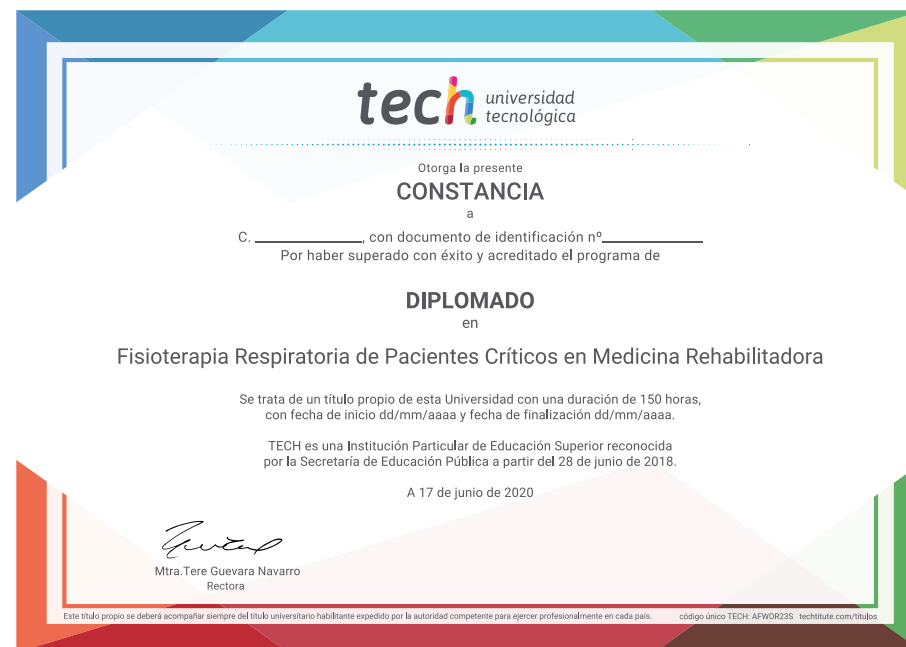 tech universidad
tecnológica
Otorga la presente
CONSTANCIA
a
C. ____________, con documento de identificación nº____________
Por haber superado con éxito y acreditado el programa de
DIPLOMADO
en
Fisioterapia Respiratoria de Pacientes Críticos en Medicina Rehabilitadora
Se trata de un título propio de esta Universidad con una duración de 150 horas,
con fecha de inicio dd/mm/aaaa y fecha de finalización dd/mm/aaaa.
TECH es una Institución Particular de Educación Superior reconocida
por la Secretaría de Educación Pública a partir del 28 de junio de 2018.
A 17 de junio de 2020
Mtra.Tere Guevara Navarro
Rectora
Este título propio se deberá acompañar siempre del título universitario habilitante expedido por la autoridad competente para ejercer profesionalmente en cada país. código único TECH: AFWOR23S techtitute.com/titulos